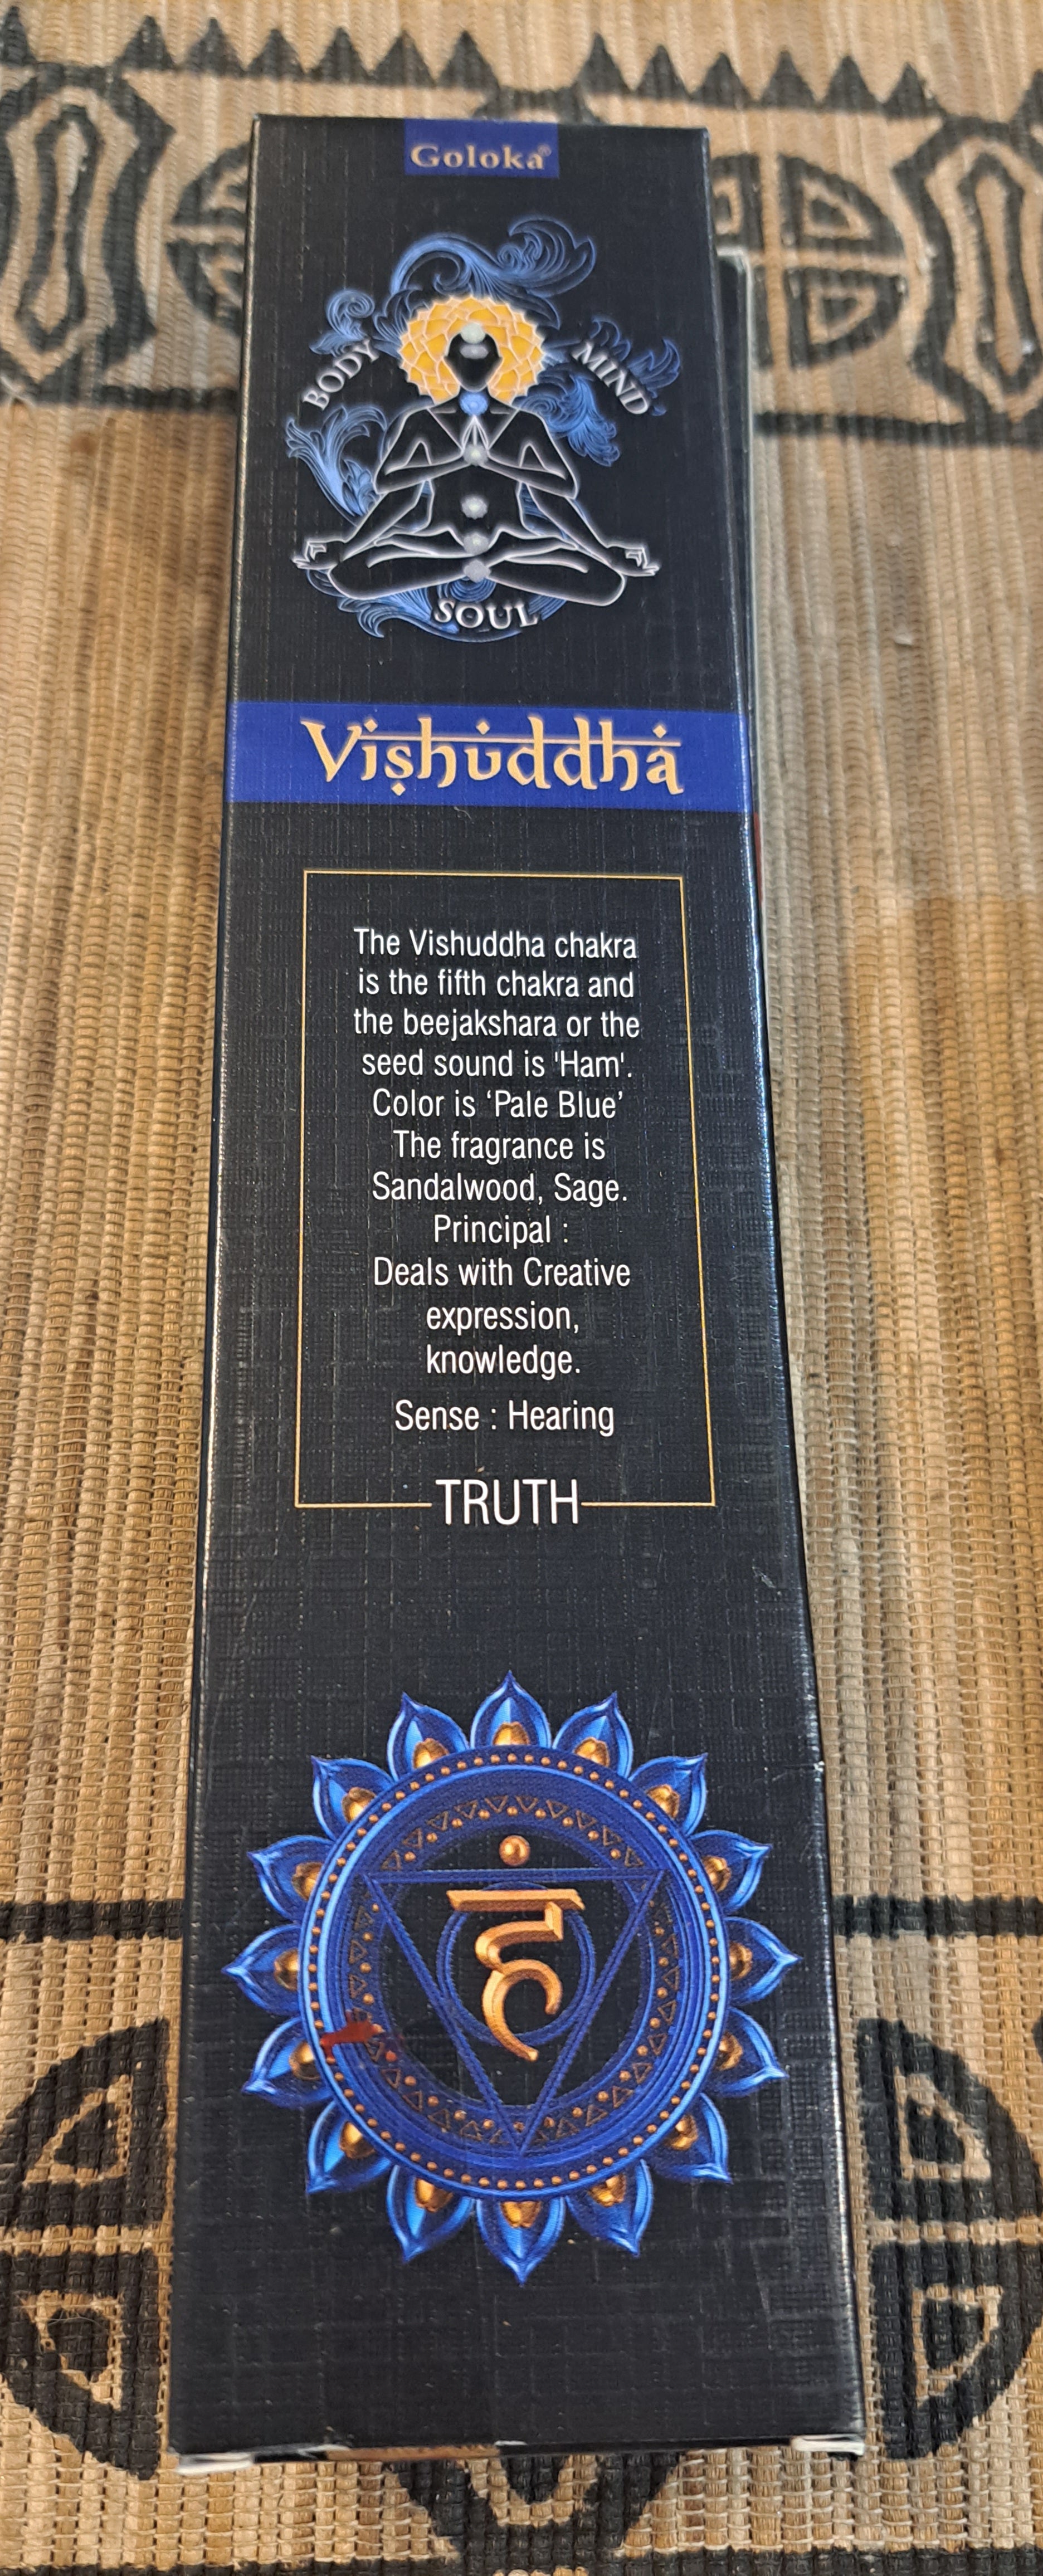 Goloka®
BODY
MIND
SOUL
Vishuddha
The Vishuddha chakra
is the fifth chakra and
the beejakshara or the
seed sound is 'Ham'.
Color is ‘Pale Blue’
The fragrance is
Sandalwood, Sage.
Principal :
Deals with Creative
expression,
knowledge.
Sense : Hearing
TRUTH
हं